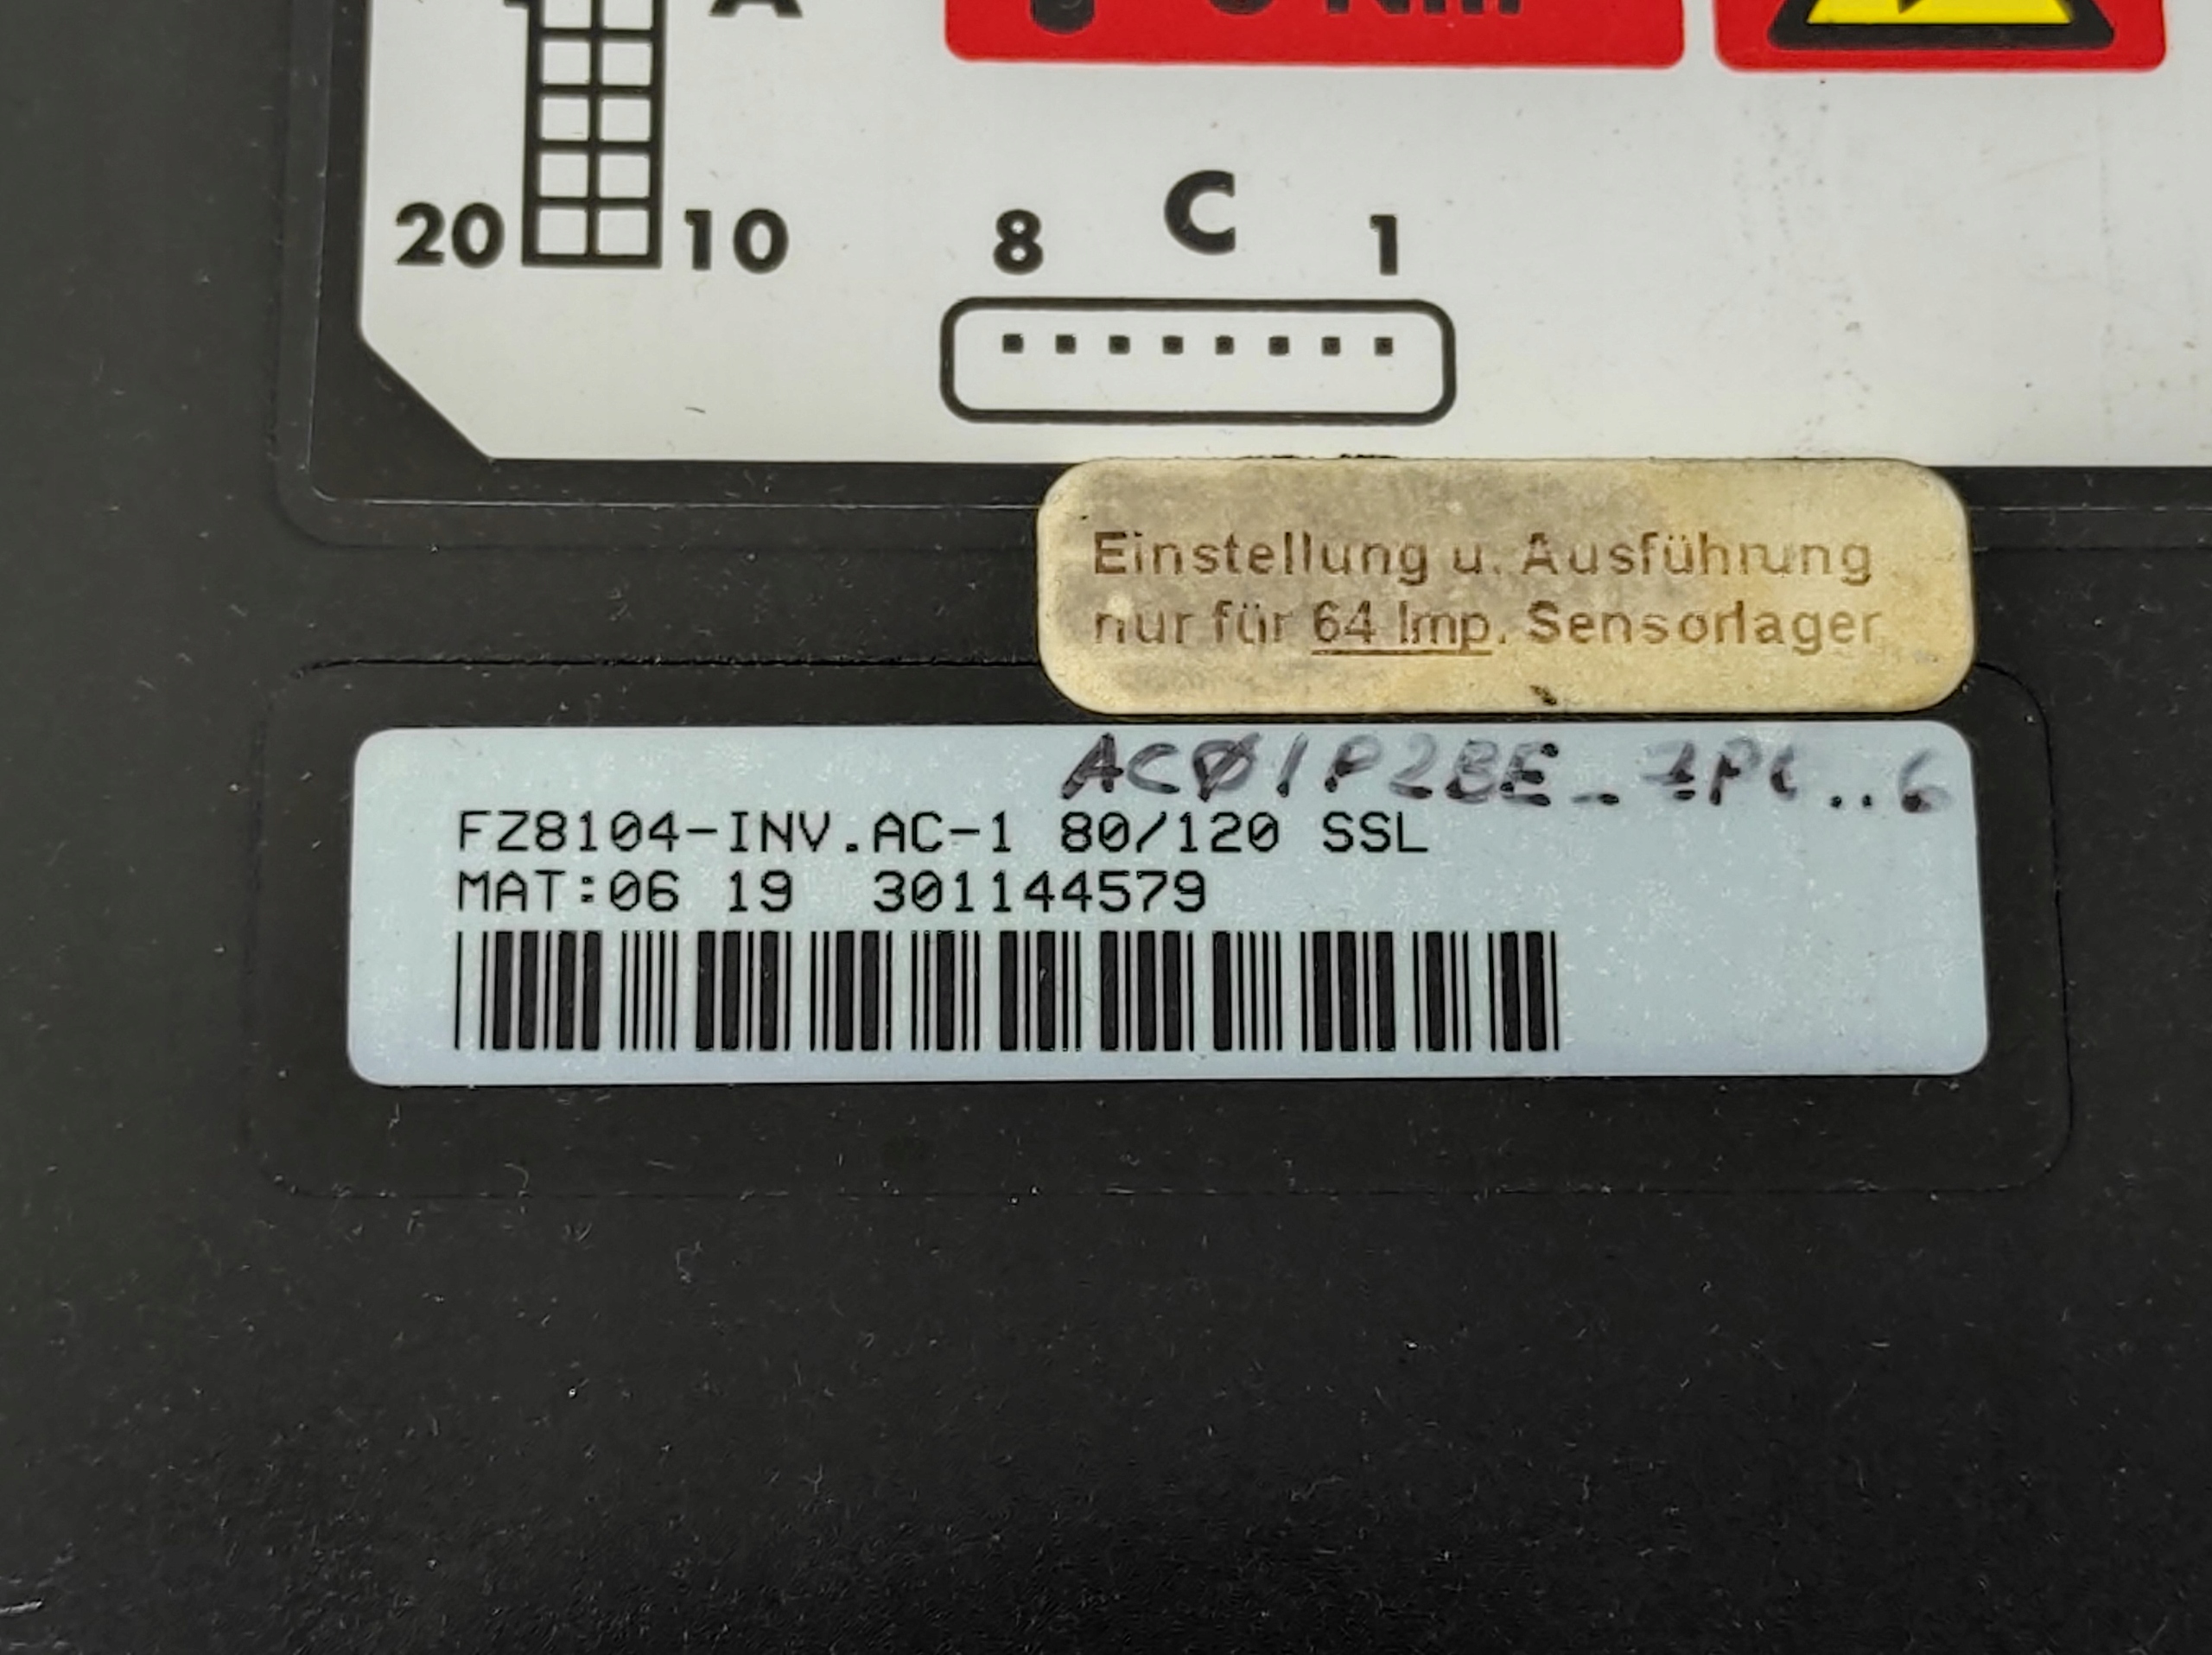 A
20
10
8
C
1
Einstellung u. Ausführung
nur für 64 Imp. Sensorlager
FZ8104-INV.AC-1 80/120 SSL
MAT:06 19 301144579